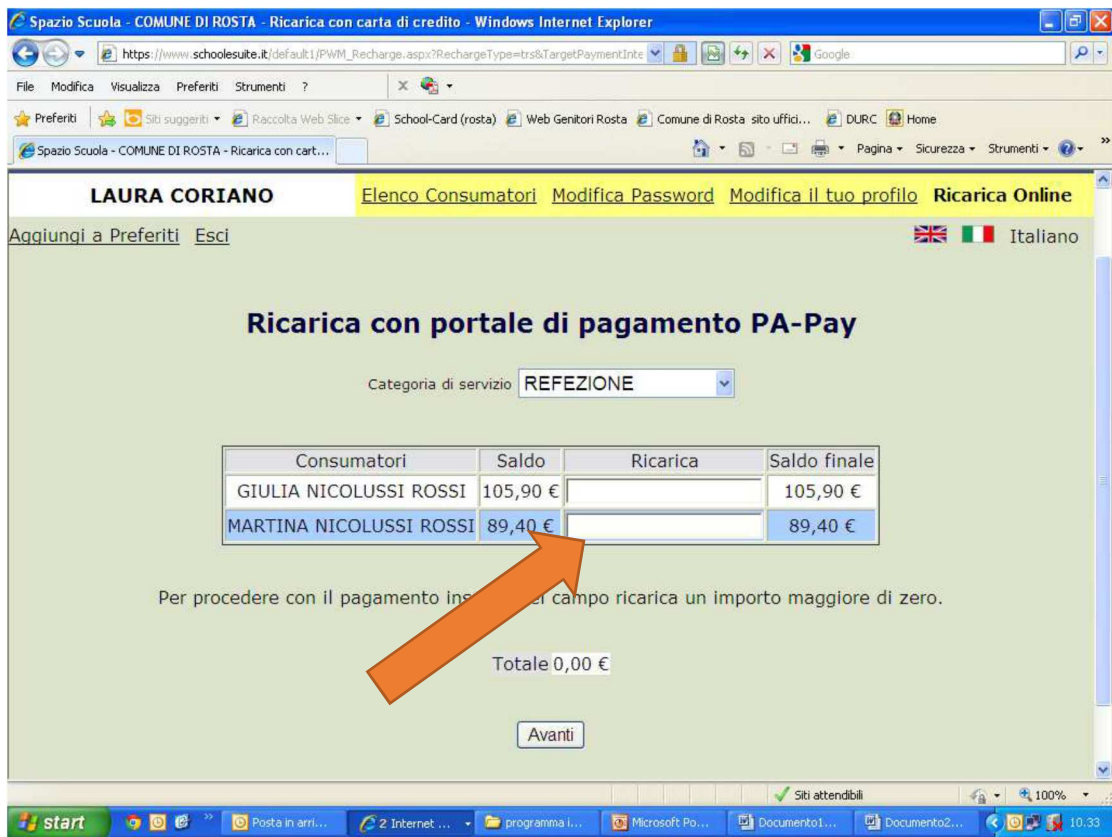 Spazio Scuola - COMUNE DI ROSTA - Ricarica con carta di credito - Windows Internet Explorer
https://www.schoolesuite.it/default1/PWM_Recharge.aspx?RechargeType=trs&TargetPaymentInte Google
File Modifica Visualizza Preferiti Strumenti ? X
Preferiti Siti suggeriti Raccolta Web Slice School-Card (rosta) Web Genitori Rosta Comune di Rosta sito uffici... DURC Home
Spazio Scuola - COMUNE DI ROSTA - Ricarica con cart... Pagina Sicurezza Strumenti »
LAURA CORIANO Elenco Consumatori Modifica Password Modifica il tuo profilo Ricarica Online
Aggiungi a Preferiti Esci Italiano
Ricarica con portale di pagamento PA-Pay
Categoria di servizio REFEZIONE
Consumatori Saldo Ricarica Saldo finale
GIULIA NICOLUSSI ROSSI 105,90 € 105,90 €
MARTINA NICOLUSSI ROSSI 89,40 € 89,40 €
Per procedere con il pagamento campo ricarica un importo maggiore di zero.
Totale 0,00 €
Avanti
Siti attendibili 100%
start » Posta in arri... 2 Internet ... programma i... Microsoft Po... Documento1... Documento2... 10.33